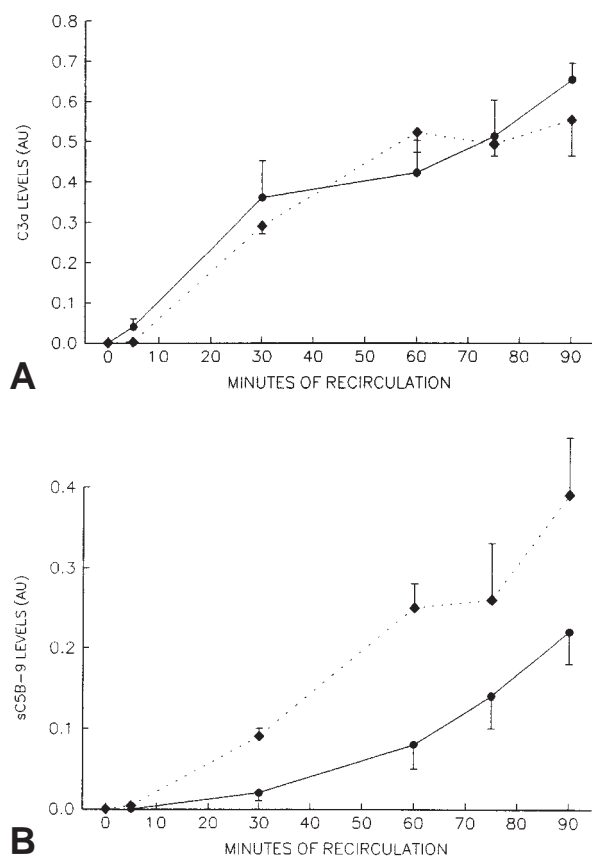 0.8
0.7
0.6
0.5
0.4
0.3
0.2
0.1
0.0
C3a LEVELS (AU)
0 10 20 30 40 50 60 70 80 90
MINUTES OF RECIRCULATION
A
0.4
0.3
0.2
0.1
0.0
sC5B-9 LEVELS (AU)
0 10 20 30 40 50 60 70 80 90
MINUTES OF RECIRCULATION
B